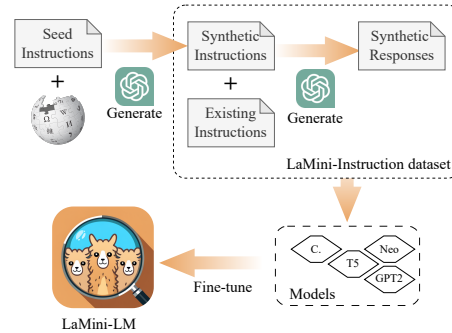 Seed
Instructions
+
Generate
Synthetic
Instructions
+
Existing
Instructions
Generate
Synthetic
Responses
LaMini-Instruction dataset
C.
Neo
T5
GPT2
Models
Fine-tune
LaMini-LM